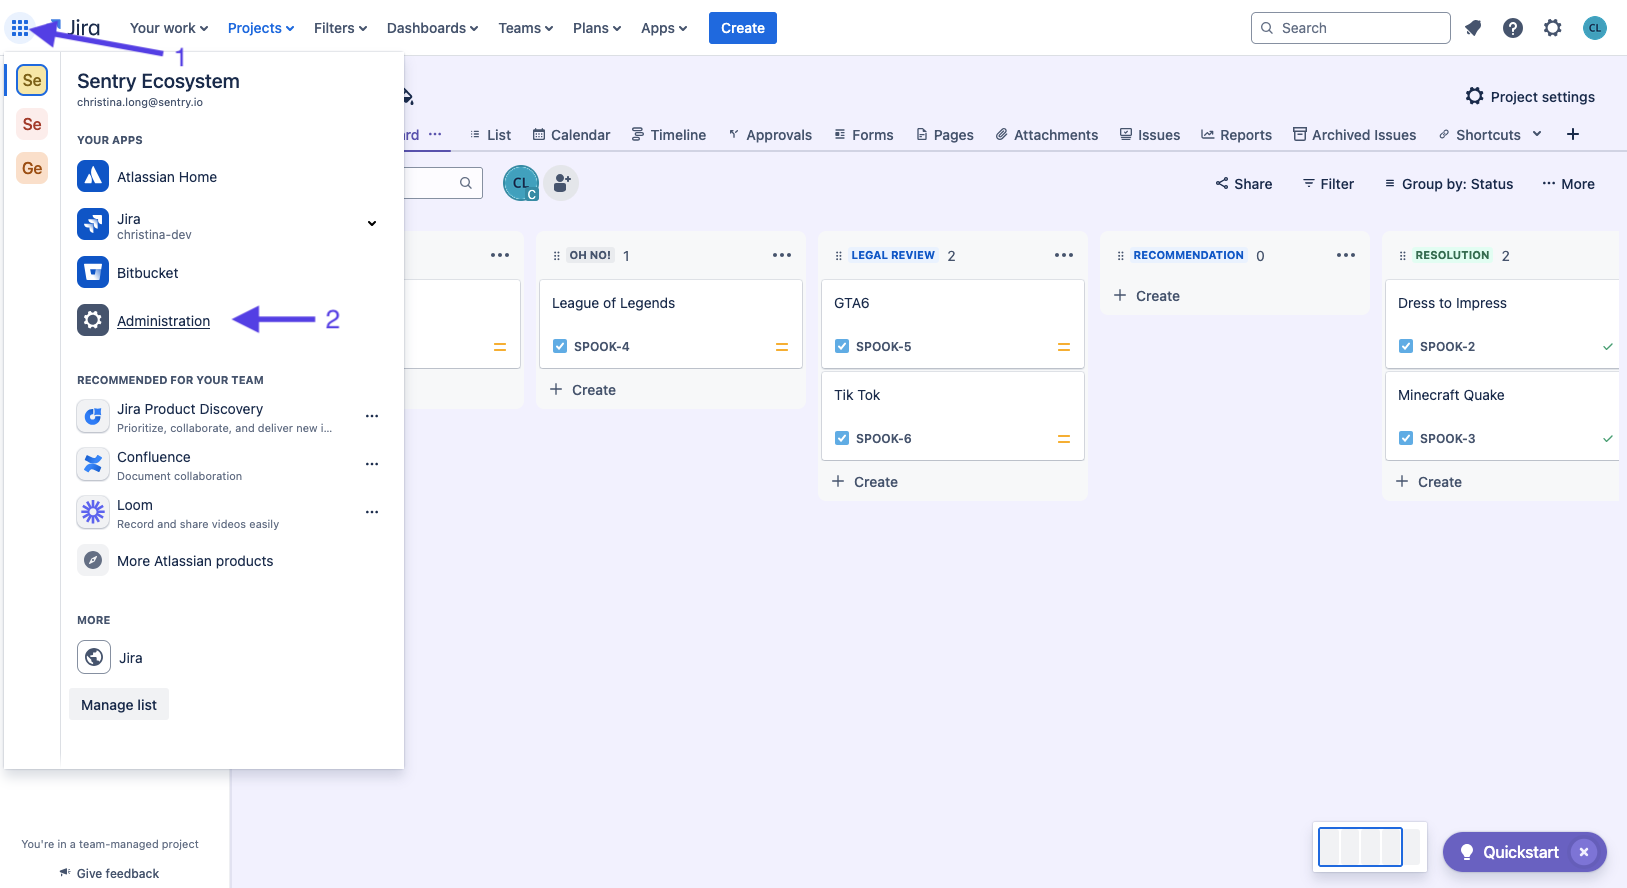 Jira
Your work
Projects
Filters
Dashboards
Teams
Plans
Apps
Create
Search
CL
1
Se
Se
Ge
Sentry Ecosystem
christina.long@sentry.io
YOUR APPS
Atlassian Home
Jira
christina-dev
Bitbucket
Administration
2
RECOMMENDED FOR YOUR TEAM
Jira Product Discovery
Prioritize, collaborate, and deliver new i...
Confluence
Document collaboration
Loom
Record and share videos easily
More Atlassian products
MORE
Jira
Manage list
Project settings
ard
List
Calendar
Timeline
Approvals
Forms
Pages
Attachments
Issues
Reports
Archived Issues
Shortcuts
CL
C
Share
Filter
Group by: Status
More
OH NO! 1
League of Legends
SPOOK-4
Create
LEGAL REVIEW 2
GTA6
SPOOK-5
Tik Tok
SPOOK-6
Create
RECOMMENDATION 0
Create
RESOLUTION 2
Dress to Impress
SPOOK-2
Minecraft Quake
SPOOK-3
Create
You're in a team-managed project
Give feedback
Quickstart